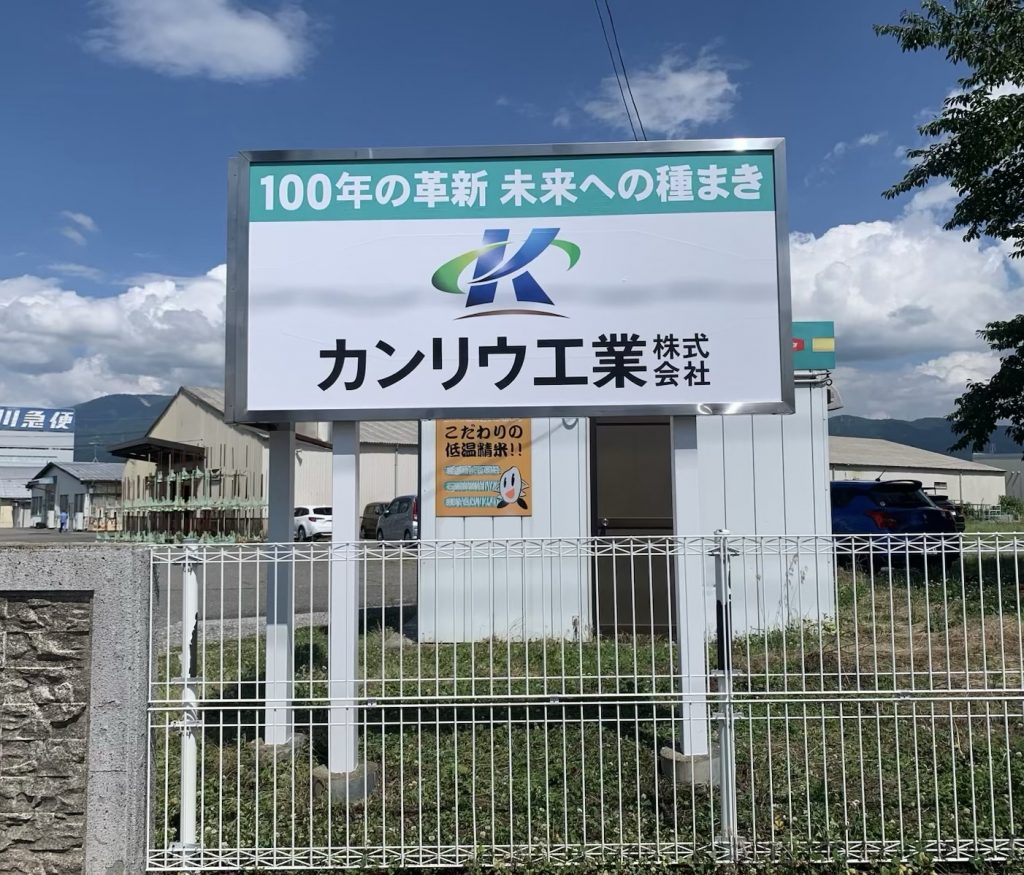 100年の革新 未来への種まき
K
カンリウ工業株式会社
川急便
こだわりの
低温精米!!